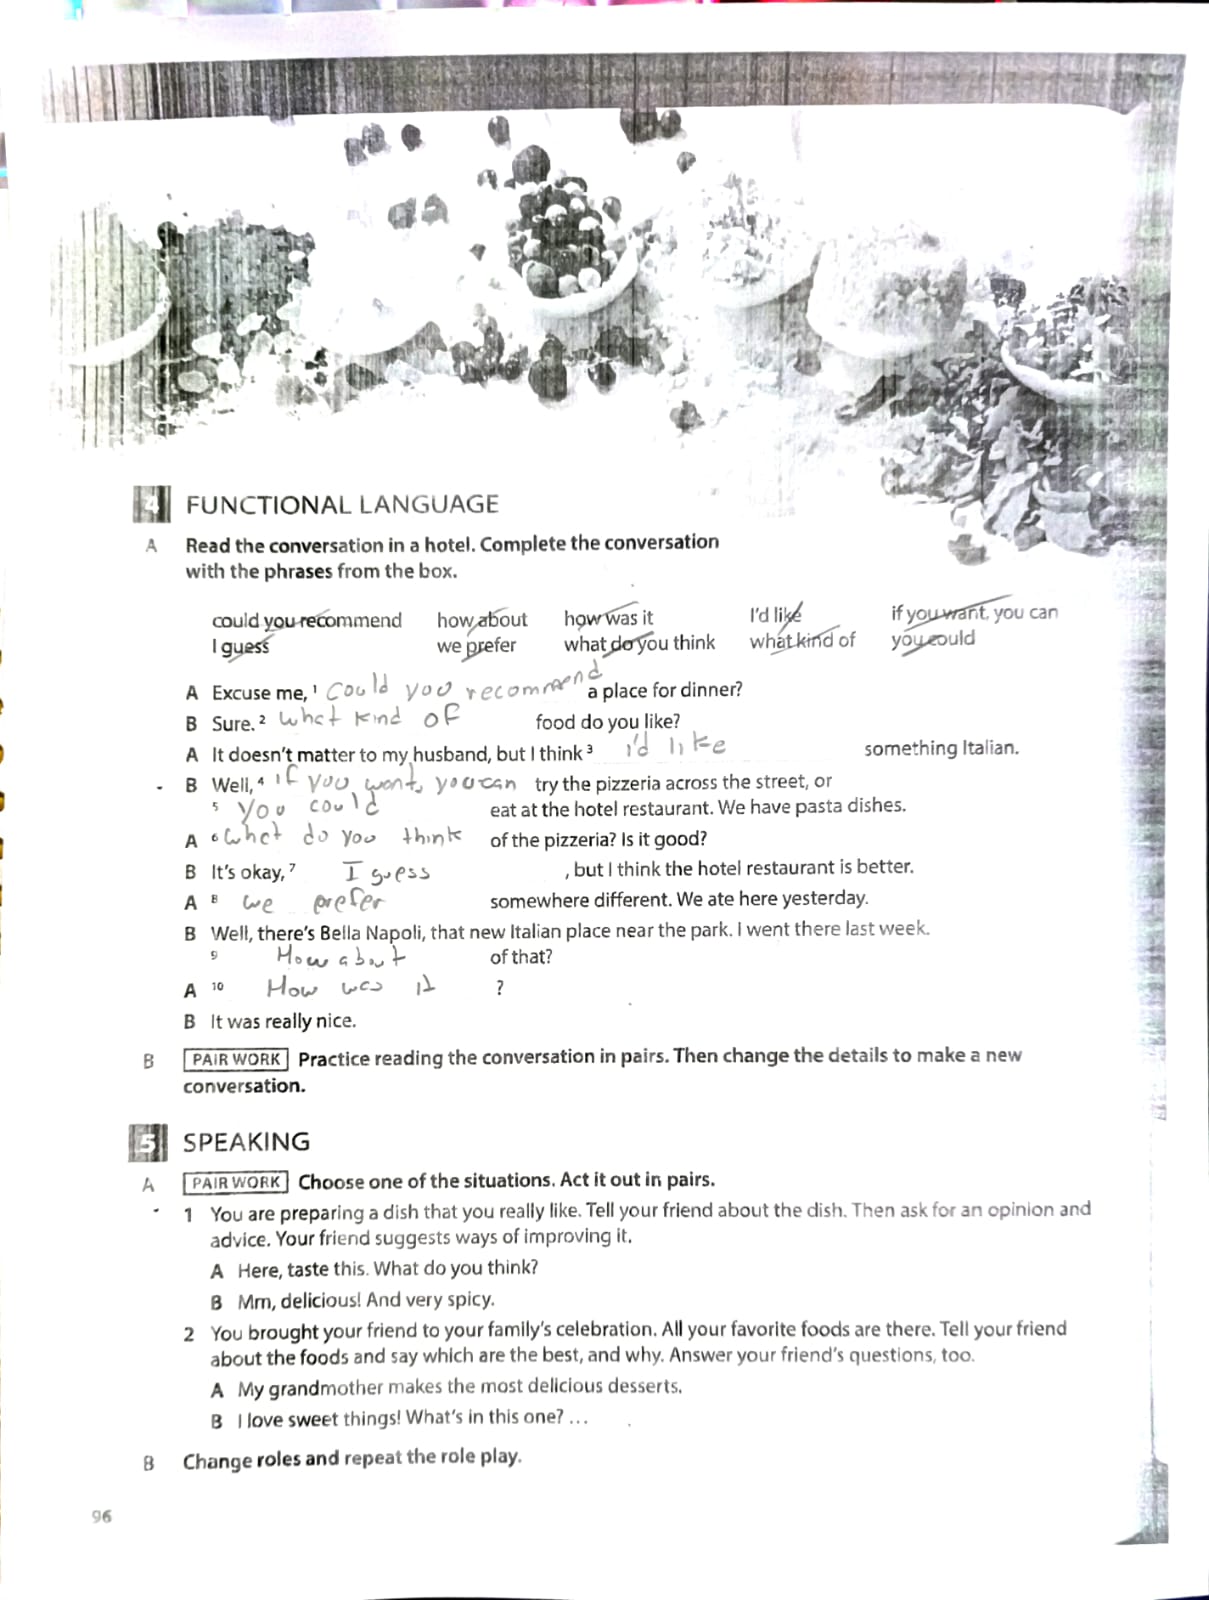 4 FUNCTIONAL LANGUAGE
A Read the conversation in a hotel. Complete the conversation
with the phrases from the box.
could you recommend how about how was it I'd like if you want, you can
I guess we prefer what do you think what kind of you could
A Excuse me, 1 Could you recommend a place for dinner?
B Sure. 2 what kind of food do you like?
A It doesn't matter to my husband, but I think 3 i'd like something Italian.
B Well, 4 if you want, you can try the pizzeria across the street, or
5 you could eat at the hotel restaurant. We have pasta dishes.
A 6 what do you think of the pizzeria? Is it good?
B It's okay, 7 I guess , but I think the hotel restaurant is better.
A 8 we prefer somewhere different. We ate here yesterday.
B Well, there's Bella Napoli, that new Italian place near the park. I went there last week.
9 How about of that?
A 10 How was it ?
B It was really nice.
B PAIR WORK Practice reading the conversation in pairs. Then change the details to make a new
conversation.
5 SPEAKING
A PAIR WORK Choose one of the situations. Act it out in pairs.
1 You are preparing a dish that you really like. Tell your friend about the dish. Then ask for an opinion and
advice. Your friend suggests ways of improving it.
A Here, taste this. What do you think?
B Mm, delicious! And very spicy.
2 You brought your friend to your family's celebration. All your favorite foods are there. Tell your friend
about the foods and say which are the best, and why. Answer your friend's questions, too.
A My grandmother makes the most delicious desserts.
B I love sweet things! What's in this one? ...
B Change roles and repeat the role play.
96